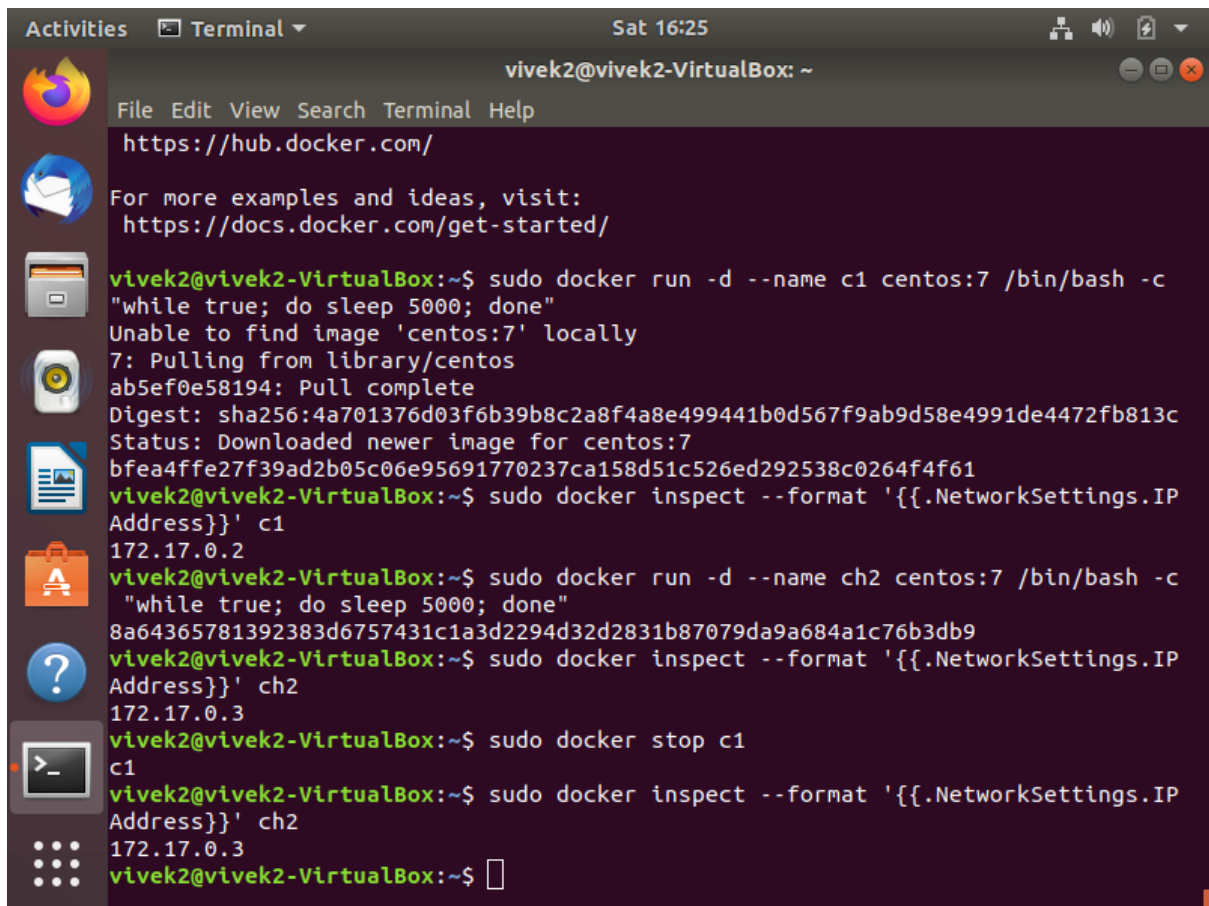 Activities Terminal Sat 16:25
vivek2@vivek2-VirtualBox: ~
File Edit View Search Terminal Help
https://hub.docker.com/
For more examples and ideas, visit:
https://docs.docker.com/get-started/
vivek2@vivek2-VirtualBox:~$ sudo docker run -d --name c1 centos:7 /bin/bash -c
"while true; do sleep 5000; done"
Unable to find image 'centos:7' locally
7: Pulling from library/centos
ab5ef0e58194: Pull complete
Digest: sha256:4a701376d03f6b39b8c2a8f4a8e499441b0d567f9ab9d58e4991de4472fb813c
Status: Downloaded newer image for centos:7
bfea4ffe27f39ad2b05c06e95691770237ca158d51c526ed292538c0264f4f61
vivek2@vivek2-VirtualBox:~$ sudo docker inspect --format '{{.NetworkSettings.IP
Address}}' c1
172.17.0.2
vivek2@vivek2-VirtualBox:~$ sudo docker run -d --name ch2 centos:7 /bin/bash -c
"while true; do sleep 5000; done"
8a64365781392383d6757431c1a3d2294d32d2831b87079da9a684a1c76b3db9
vivek2@vivek2-VirtualBox:~$ sudo docker inspect --format '{{.NetworkSettings.IP
Address}}' ch2
172.17.0.3
vivek2@vivek2-VirtualBox:~$ sudo docker stop c1
c1
vivek2@vivek2-VirtualBox:~$ sudo docker inspect --format '{{.NetworkSettings.IP
Address}}' ch2
172.17.0.3
vivek2@vivek2-VirtualBox:~$